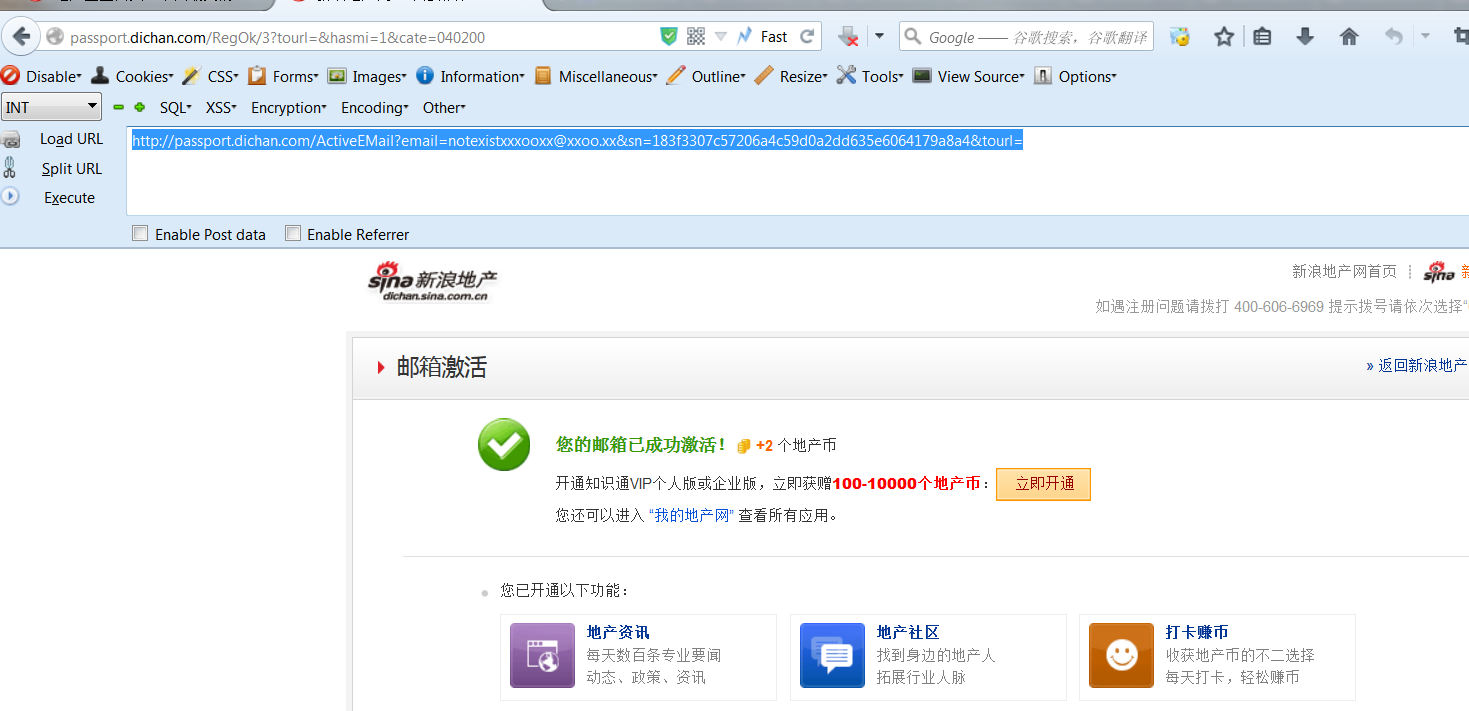 passport.dichan.com/RegOk/3?tourl=&hasmi=1&cate=040200
Fast
Google —— 谷歌搜索，谷歌翻译
Disable Cookies CSS Forms Images Information Miscellaneous Outline Resize Tools View Source Options
INT
SQL XSS Encryption Encoding Other
Load URL
http://passport.dichan.com/ActiveEMail?email=notexistxxxooxx@xxoo.xx&sn=183f3307c57206a4c59d0a2dd635e6064179a8a4&tourl=
Split URL
Execute
Enable Post data Enable Referrer
sina 新浪地产
dichan.sina.com.cn
新浪地产网首页
sina 新
如遇注册问题请拨打 400-606-6969 提示拨号请依次选择“
邮箱激活
» 返回新浪地产
您的邮箱已成功激活！ +2 个地产币
开通知识通VIP个人版或企业版，立即获赠100-10000个地产币： 立即开通
您还可以进入 “我的地产网” 查看所有应用。
您已开通以下功能：
地产资讯
每天数百条专业要闻
动态、政策、资讯
地产社区
找到身边的地产人
拓展行业人脉
打卡赚币
收获地产币的不二选择
每天打卡，轻松赚币